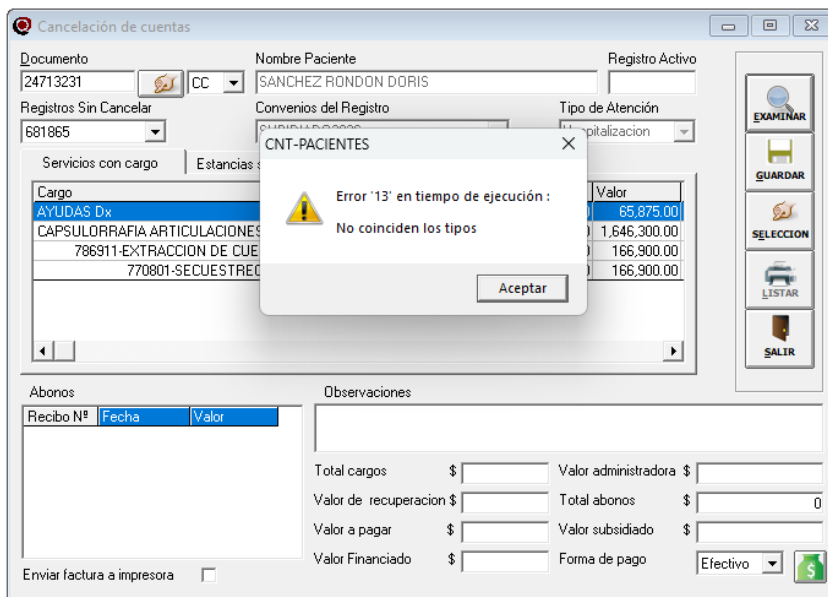 Cancelación de cuentas
Documento Nombre Paciente Registro Activo
24713231 CC SANCHEZ RONDON DORIS
Registros Sin Cancelar Convenios del Registro Tipo de Atención
681865
Servicios con cargo Estancias
CNT-PACIENTES
Error '13' en tiempo de ejecución :
No coinciden los tipos
Aceptar
Cargo Valor
AYUDAS Dx 65,875.00
CAPSULORRAFIA ARTICULACIONES 1,646,300.00
786911-EXTRACCION DE CUE 166,900.00
770801-SECUESTREC 166,900.00
EXAMINAR
GUARDAR
SELECCION
LISTAR
SALIR
Abonos Observaciones
Recibo Nº Fecha Valor
Total cargos $ Valor administradora $
Valor de recuperacion $ Total abonos $ 0
Valor a pagar $ Valor subsidiado $
Valor Financiado $ Forma de pago Efectivo
Enviar factura a impresora